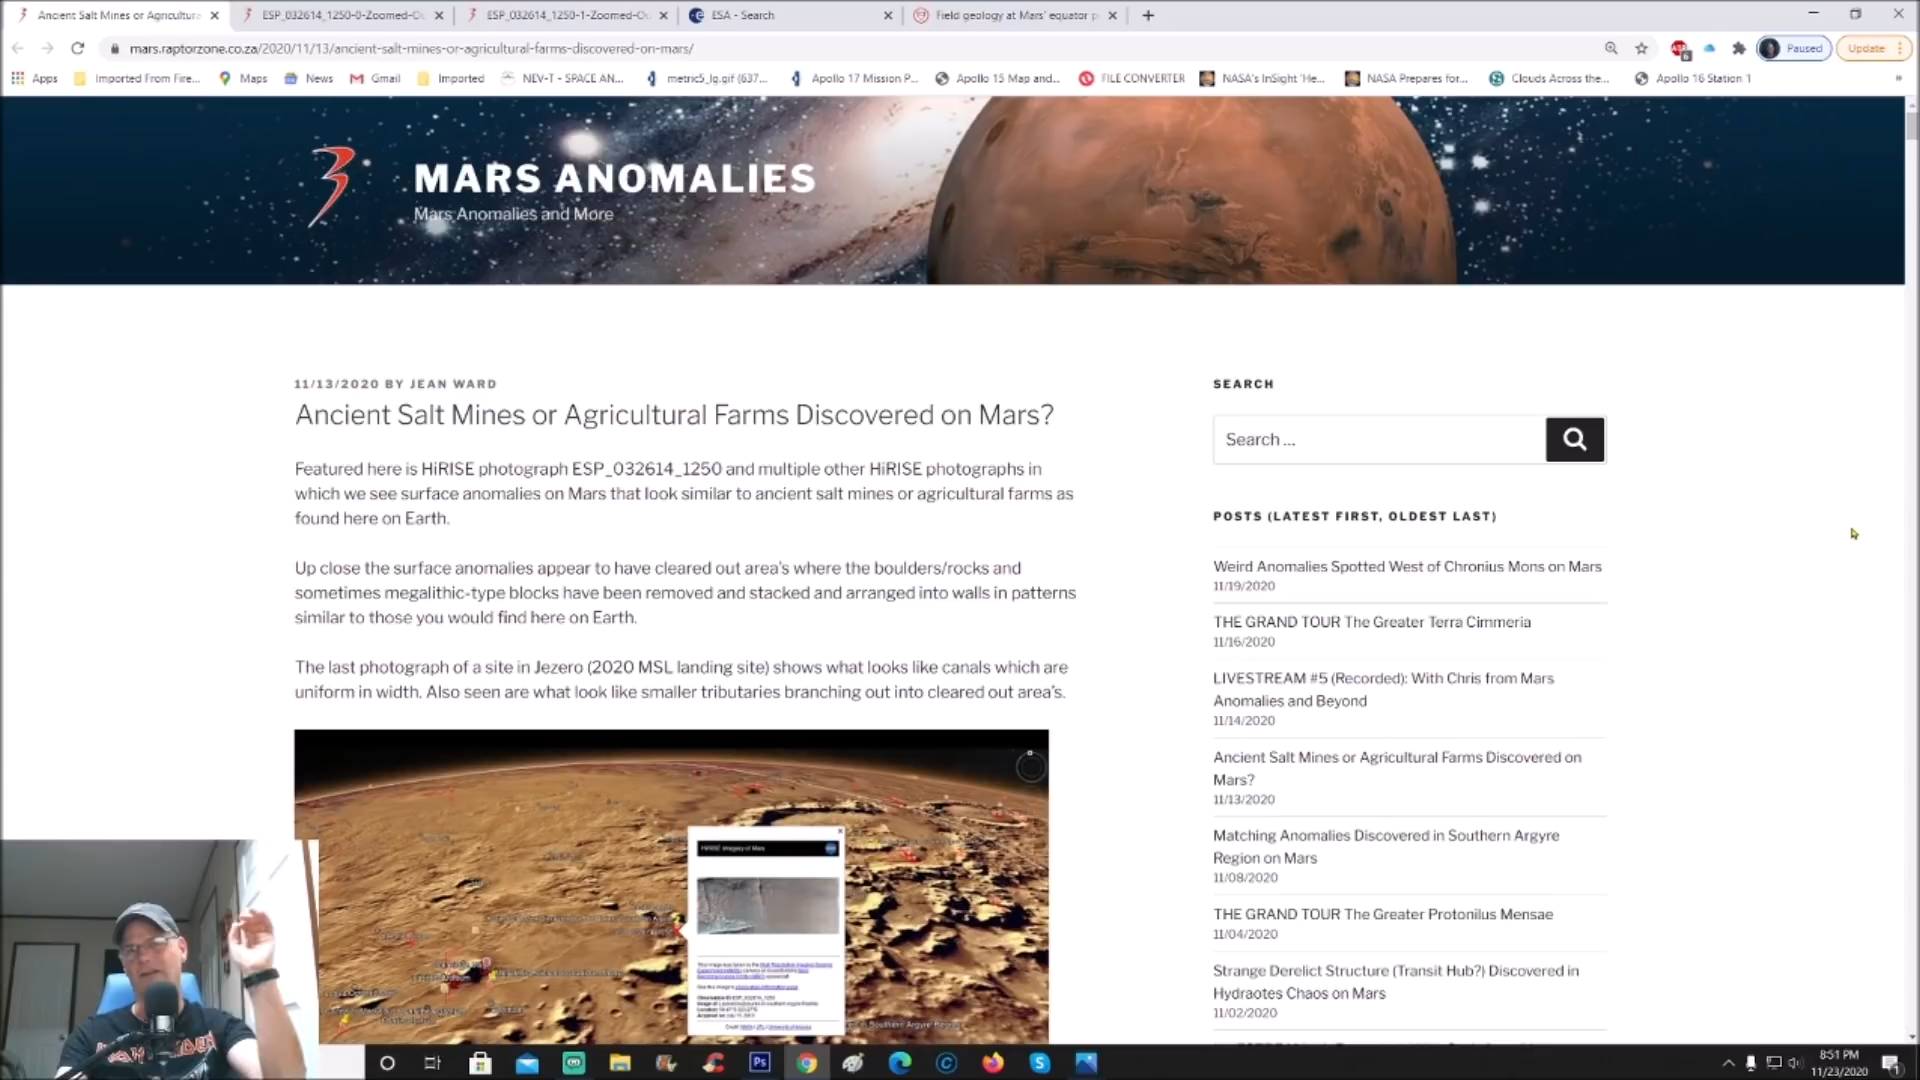 Ancient Salt Mines or Agricultura
ESP_032614_1250-0-Zoomed-O
ESP_032614_1250-1-Zoomed-O
ESA - Search
Field geology at Mars' equator p
mars.raptorzone.co.za/2020/11/13/ancient-salt-mines-or-agricultural-farms-discovered-on-mars/
Paused
Update
Apps
Imported From Fire...
Maps
News
Gmail
Imported
NEV-T - SPACE AN...
metric5_lg.gif (637...
Apollo 17 Mission P...
Apollo 15 Map and...
FILE CONVERTER
NASA's InSight 'He...
NASA Prepares for...
Clouds Across the...
Apollo 16 Station 1
MARS ANOMALIES
Mars Anomalies and More
11/13/2020 BY JEAN WARD
Ancient Salt Mines or Agricultural Farms Discovered on Mars?
Featured here is HiRISE photograph ESP_032614_1250 and multiple other HiRISE photographs in
which we see surface anomalies on Mars that look similar to ancient salt mines or agricultural farms as
found here on Earth.
Up close the surface anomalies appear to have cleared out area's where the boulders/rocks and
sometimes megalithic-type blocks have been removed and stacked and arranged into walls in patterns
similar to those you would find here on Earth.
The last photograph of a site in Jezero (2020 MSL landing site) shows what looks like canals which are
uniform in width. Also seen are what look like smaller tributaries branching out into cleared out area's.
HiRISE Imagery of Mars
SEARCH
Search ...
POSTS (LATEST FIRST, OLDEST LAST)
Weird Anomalies Spotted West of Chronius Mons on Mars
11/19/2020
THE GRAND TOUR The Greater Terra Cimmeria
11/16/2020
LIVESTREAM #5 (Recorded): With Chris from Mars
Anomalies and Beyond
11/14/2020
Ancient Salt Mines or Agricultural Farms Discovered on
Mars?
11/13/2020
Matching Anomalies Discovered in Southern Argyre
Region on Mars
11/08/2020
THE GRAND TOUR The Greater Protonilus Mensae
11/04/2020
Strange Derelict Structure (Transit Hub?) Discovered in
Hydraotes Chaos on Mars
11/02/2020
IRON MAIDEN
Ps
8:51 PM
11/23/2020